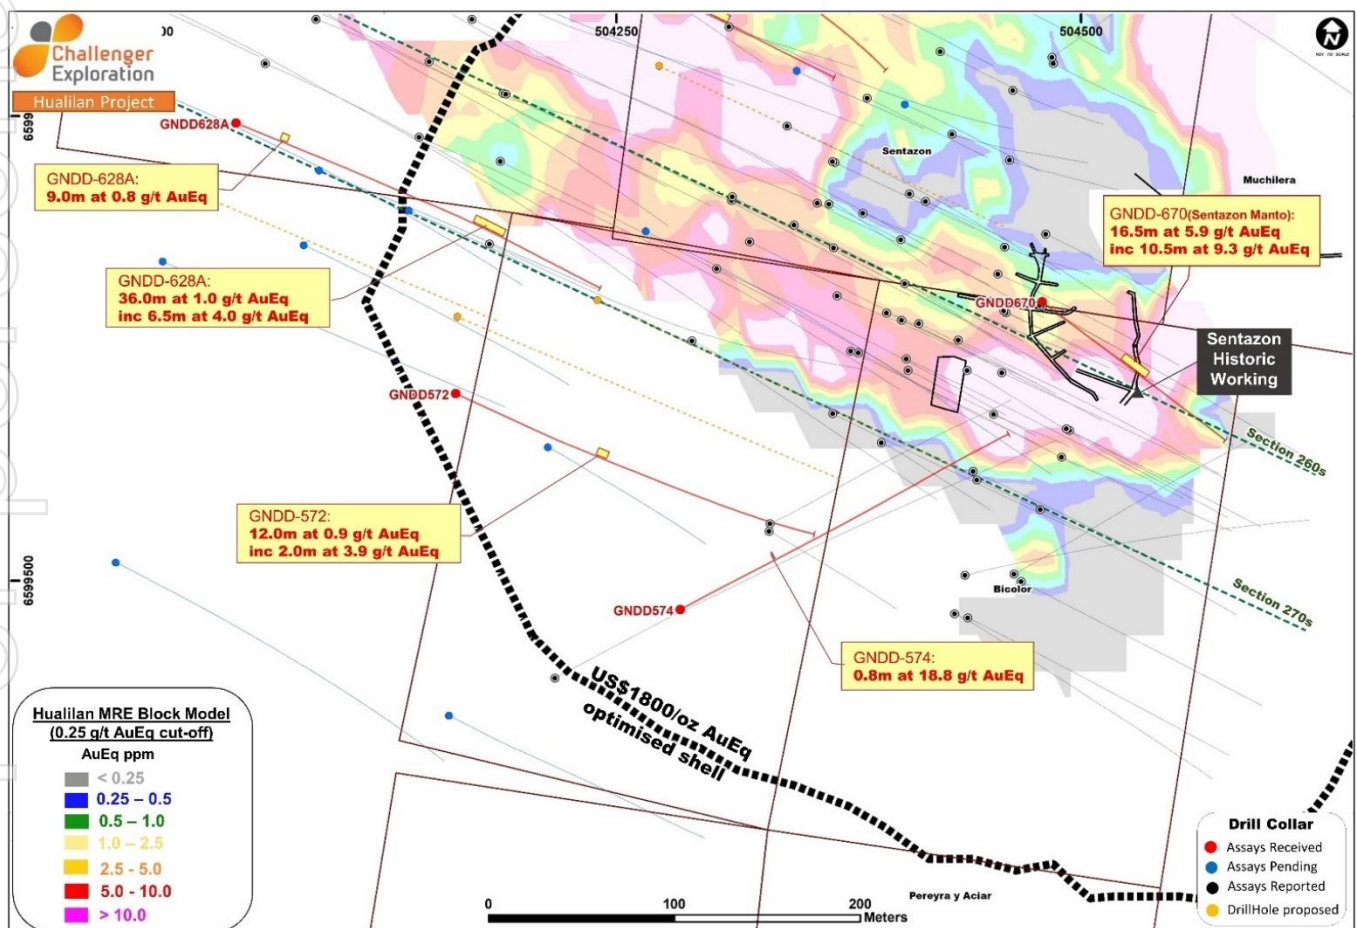 Challenger
Exploration
Hualilan Project
00
504250
504500
N
6599
GNDD628A
GNDD-628A:
9.0m at 0.8 g/t AuEq
Sentazon
Muchilera
GNDD-670(Sentazon Manto):
16.5m at 5.9 g/t AuEq
inc 10.5m at 9.3 g/t AuEq
GNDD-628A:
36.0m at 1.0 g/t AuEq
inc 6.5m at 4.0 g/t AuEq
GNDD670
Sentazon
Historic
Working
GNDD572
Section 260s
GNDD-572:
12.0m at 0.9 g/t AuEq
inc 2.0m at 3.9 g/t AuEq
6599500
Bicolor
Section 270s
GNDD574
GNDD-574:
0.8m at 18.8 g/t AuEq
US$1800/oz AuEq
optimised shell
Hualilan MRE Block Model
(0.25 g/t AuEq cut-off)
AuEq ppm
< 0.25
0.25 – 0.5
0.5 – 1.0
1.0 – 2.5
2.5 - 5.0
5.0 - 10.0
> 10.0
0 100 200
Meters
Pereyra y Aciar
Drill Collar
Assays Received
Assays Pending
Assays Reported
DrillHole proposed